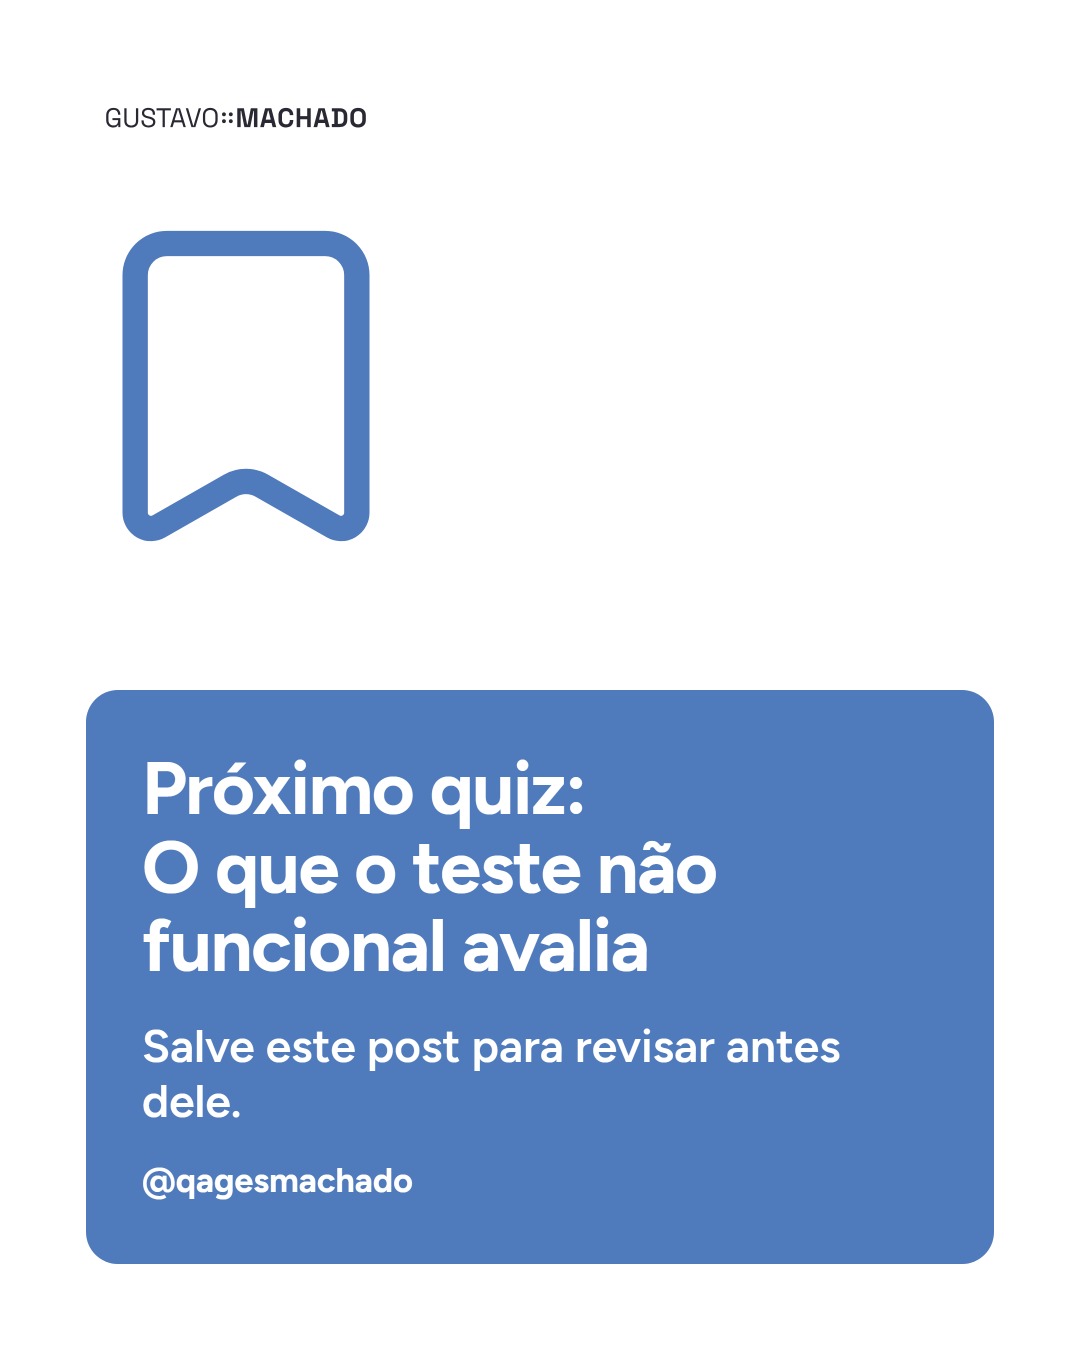 GUSTAVO::MACHADO
Próximo quiz:
O que o teste não
funcional avalia
Salve este post para revisar antes
dele.
@qagesmachado